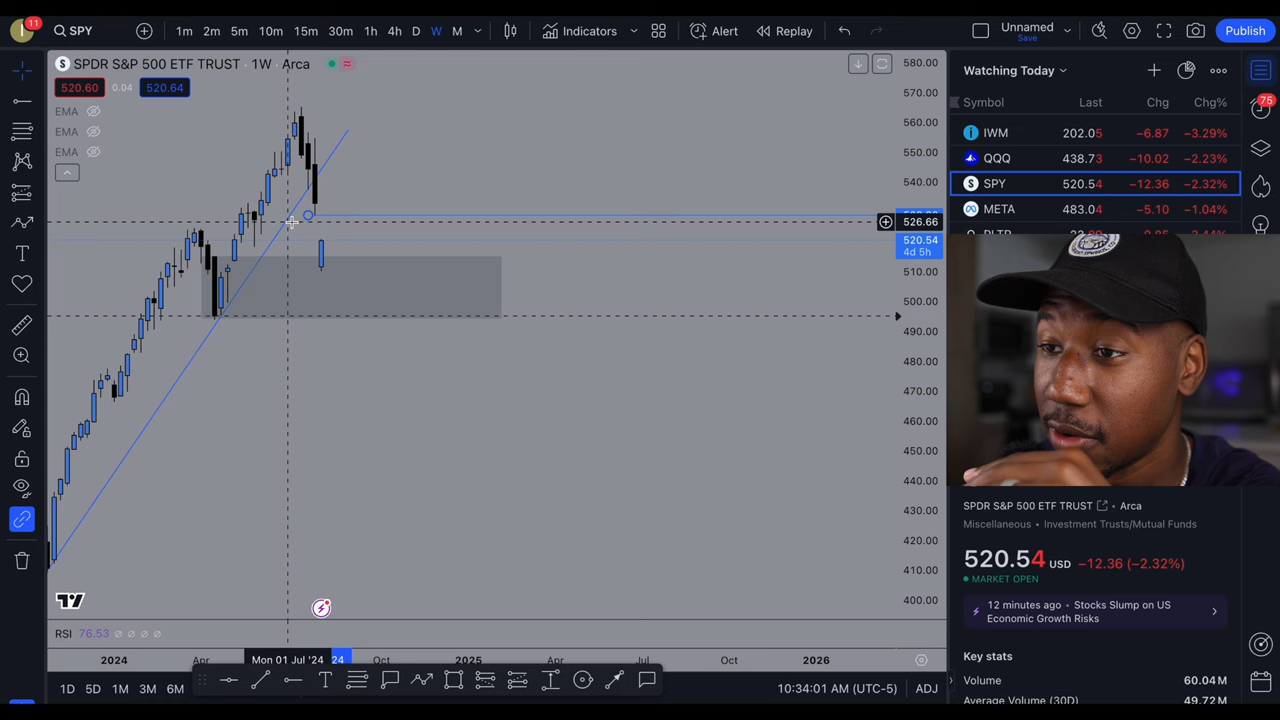 I 11 SPY 1m 2m 5m 10m 15m 30m 1h 4h D W M Indicators Alert Replay Unnamed Save Publish
S SPDR S&P 500 ETF TRUST · 1W · Arca
520.60 0.04 520.64
EMA
EMA
EMA
580.00
570.00
560.00
550.00
540.00
526.66
520.54
4d 5h
510.00
500.00
490.00
480.00
470.00
460.00
450.00
440.00
430.00
420.00
410.00
400.00
RSI 76.53
2024 Apr Mon 01 Jul '24 24 Oct 2025 Apr Jul Oct 2026
1D 5D 1M 3M 6M 10:34:01 AM (UTC-5) ADJ
Watching Today
75
Symbol Last Chg Chg%
IWM 202.05 −6.87 −3.29%
QQQ 438.73 −10.02 −2.23%
S SPY 520.54 −12.36 −2.32%
META 483.04 −5.10 −1.04%
SPDR S&P 500 ETF TRUST • Arca
Miscellaneous • Investment Trusts/Mutual Funds
520.54 USD −12.36 (−2.32%)
MARKET OPEN
12 minutes ago • Stocks Slump on US
Economic Growth Risks
Key stats
Volume 60.04M
Average Volume (30D) 49.72M